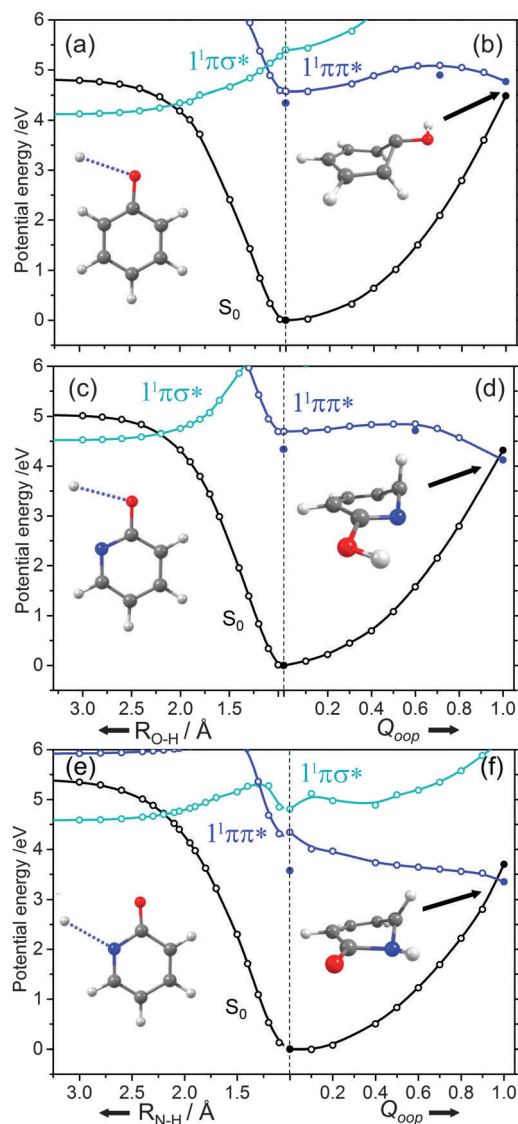 (a)
(b)
1¹πσ*
1¹ππ*
S₀
Potential energy /eV
6
5
4
3
2
1
0
(c)
(d)
1¹πσ*
1¹ππ*
S₀
Potential energy /eV
6
5
4
3
2
1
0
3.0 2.5 2.0 1.5 0.2 0.4 0.6 0.8 1.0
← R_O-H / Å Q_oop →
(e)
(f)
1¹πσ*
1¹ππ*
S₀
Potential energy /eV
6
5
4
3
2
1
0
3.0 2.5 2.0 1.5 0.2 0.4 0.6 0.8 1.0
← R_N-H / Å Q_oop →